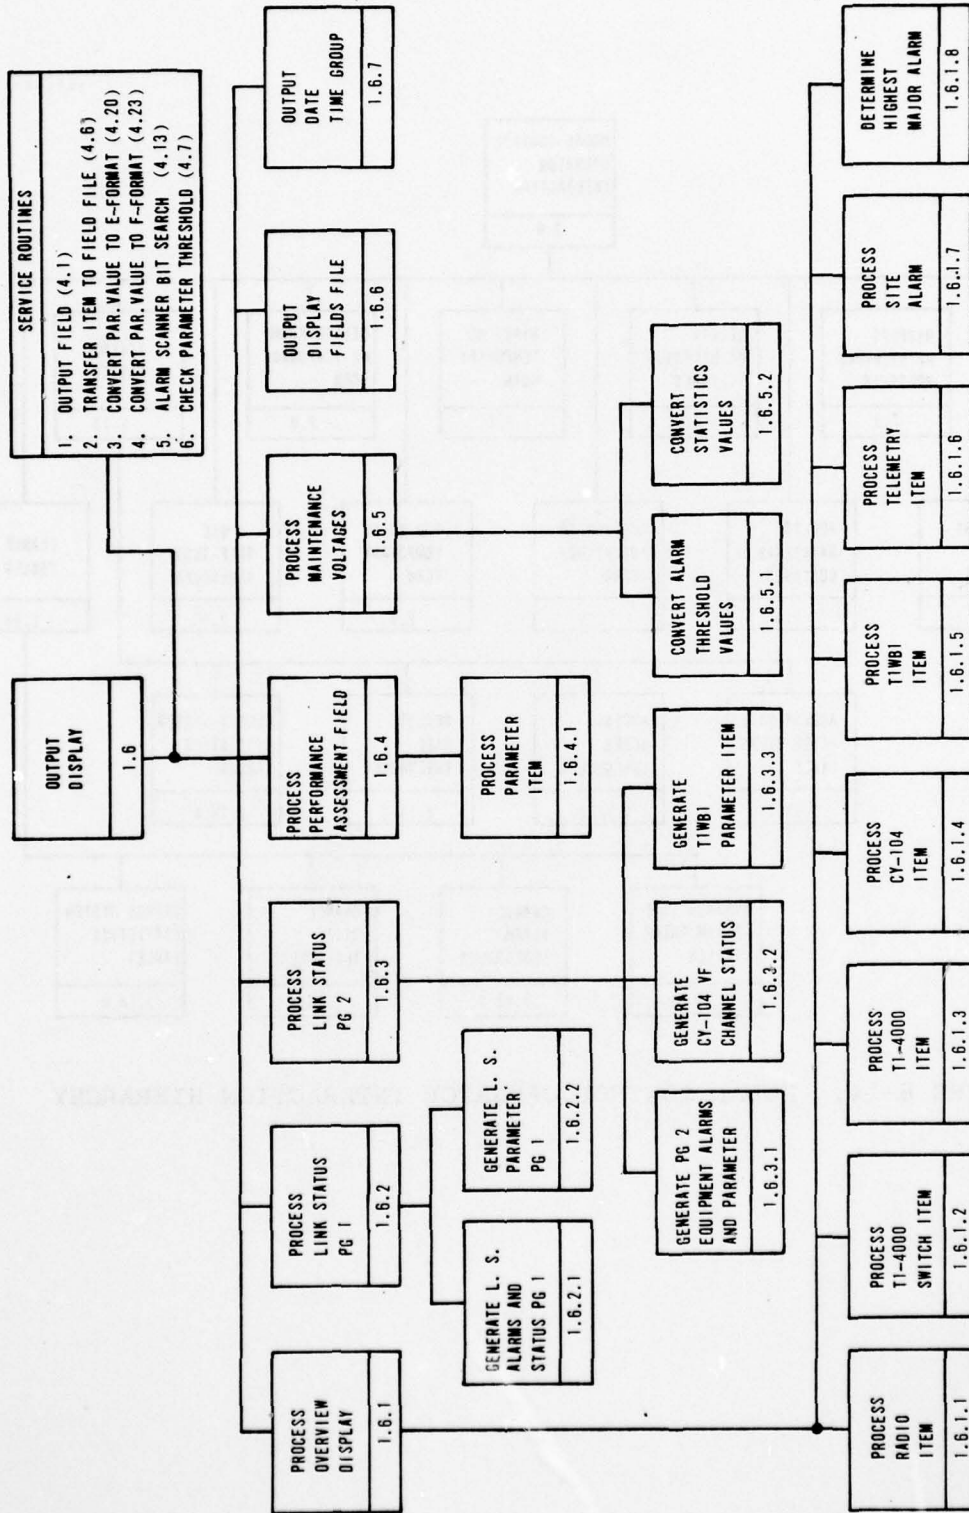 OUTPUT
DISPLAY
1.6
SERVICE ROUTINES
1. OUTPUT FIELD (4.1)
2. TRANSFER ITEM TO FIELD FILE (4.6)
3. CONVERT PAR.VALUE TO E-FORMAT (4.20)
4. CONVERT PAR.VALUE TO F-FORMAT (4.23)
5. ALARM SCANNER BIT SEARCH (4.13)
6. CHECK PARAMETER THRESHOLD (4.7)
PROCESS
OVERVIEW
DISPLAY
1.6.1
PROCESS
LINK STATUS
PG 1
1.6.2
PROCESS
LINK STATUS
PG 2
1.6.3
PROCESS
PERFORMANCE
ASSESSMENT FIELD
1.6.4
PROCESS
MAINTENANCE
VOLTAGES
1.6.5
OUTPUT
DISPLAY
FIELDS FILE
1.6.6
OUTPUT
DATE
TIME GROUP
1.6.7
GENERATE L. S.
ALARMS AND
STATUS PG 1
1.6.2.1
GENERATE L. S.
PARAMETER
PG 1
1.6.2.2
PROCESS
PARAMETER
ITEM
1.6.4.1
GENERATE PG 2
EQUIPMENT ALARMS
AND PARAMETER
1.6.3.1
GENERATE
CY-104 VF
CHANNEL STATUS
1.6.3.2
GENERATE
T1WB1
PARAMETER ITEM
1.6.3.3
CONVERT ALARM
THRESHOLD
VALUES
1.6.5.1
CONVERT
STATISTICS
VALUES
1.6.5.2
PROCESS
RADIO
ITEM
1.6.1.1
PROCESS
T1-4000
SWITCH ITEM
1.6.1.2
PROCESS
T1-4000
ITEM
1.6.1.3
PROCESS
CY-104
ITEM
1.6.1.4
PROCESS
T1WB1
ITEM
1.6.1.5
PROCESS
TELEMETRY
ITEM
1.6.1.6
PROCESS
SITE
ALARM
1.6.1.7
DETERMINE
HIGHEST
MAJOR ALARM
1.6.1.8